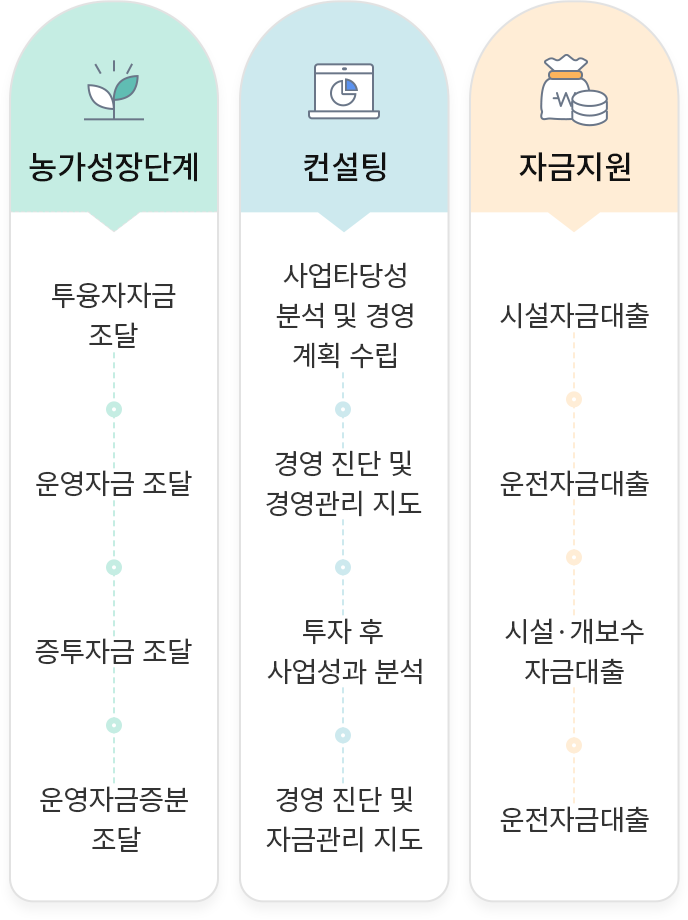 농가성장단계
투융자자금
조달
운영자금 조달
증투자금 조달
운영자금증분
조달
컨설팅
사업타당성
분석 및 경영
계획 수립
경영 진단 및
경영관리 지도
투자 후
사업성과 분석
경영 진단 및
자금관리 지도
자금지원
시설자금대출
운전자금대출
시설·개보수
자금대출
운전자금대출